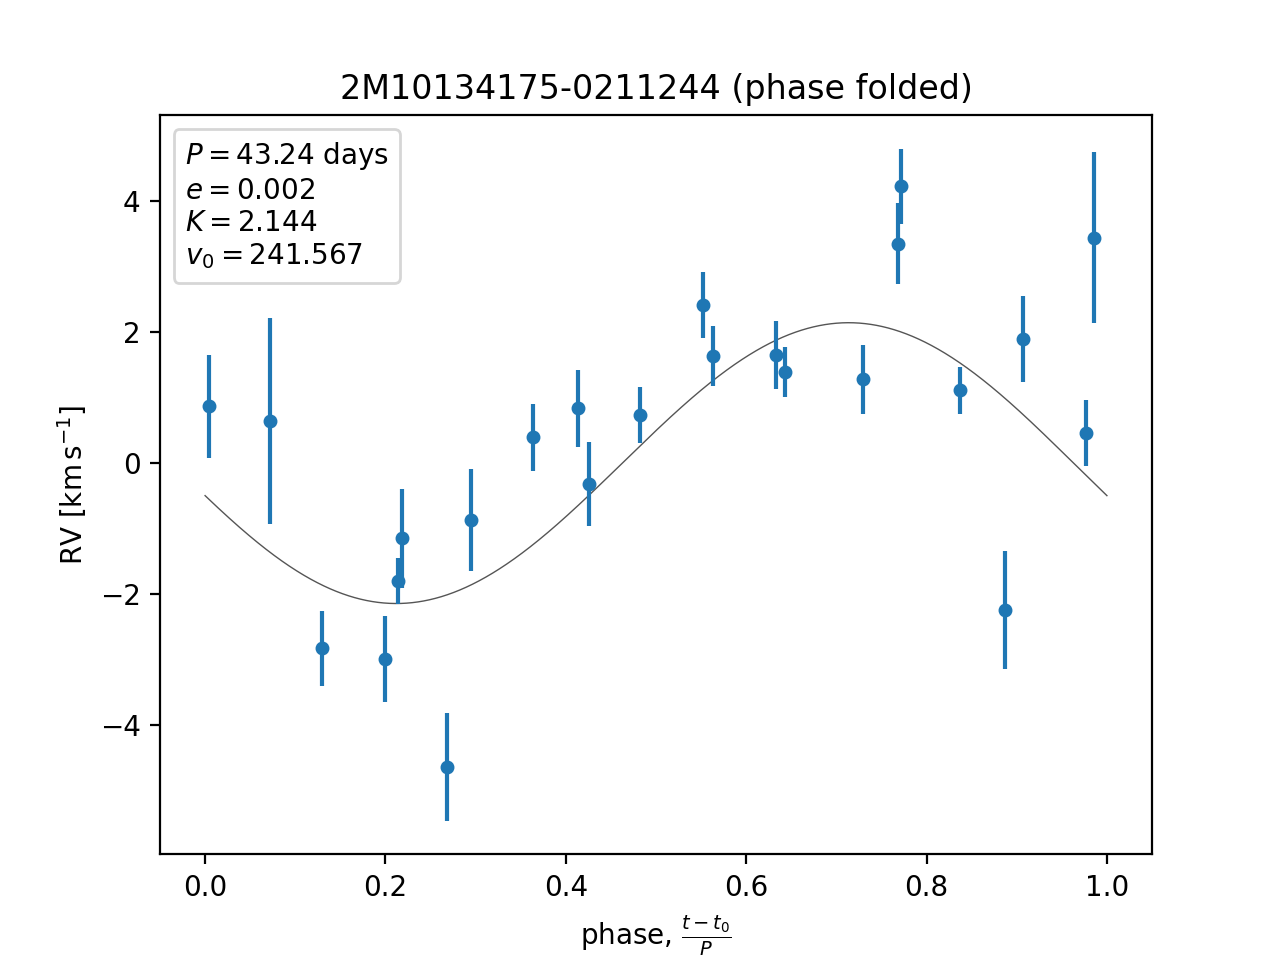 2M10134175-0211244 (phase folded)
P = 43.24 days
e = 0.002
K = 2.144
v₀ = 241.567
4
2
0
−2
−4
RV [km s⁻¹]
0.0 0.2 0.4 0.6 0.8 1.0
phase, (t − t₀)/P